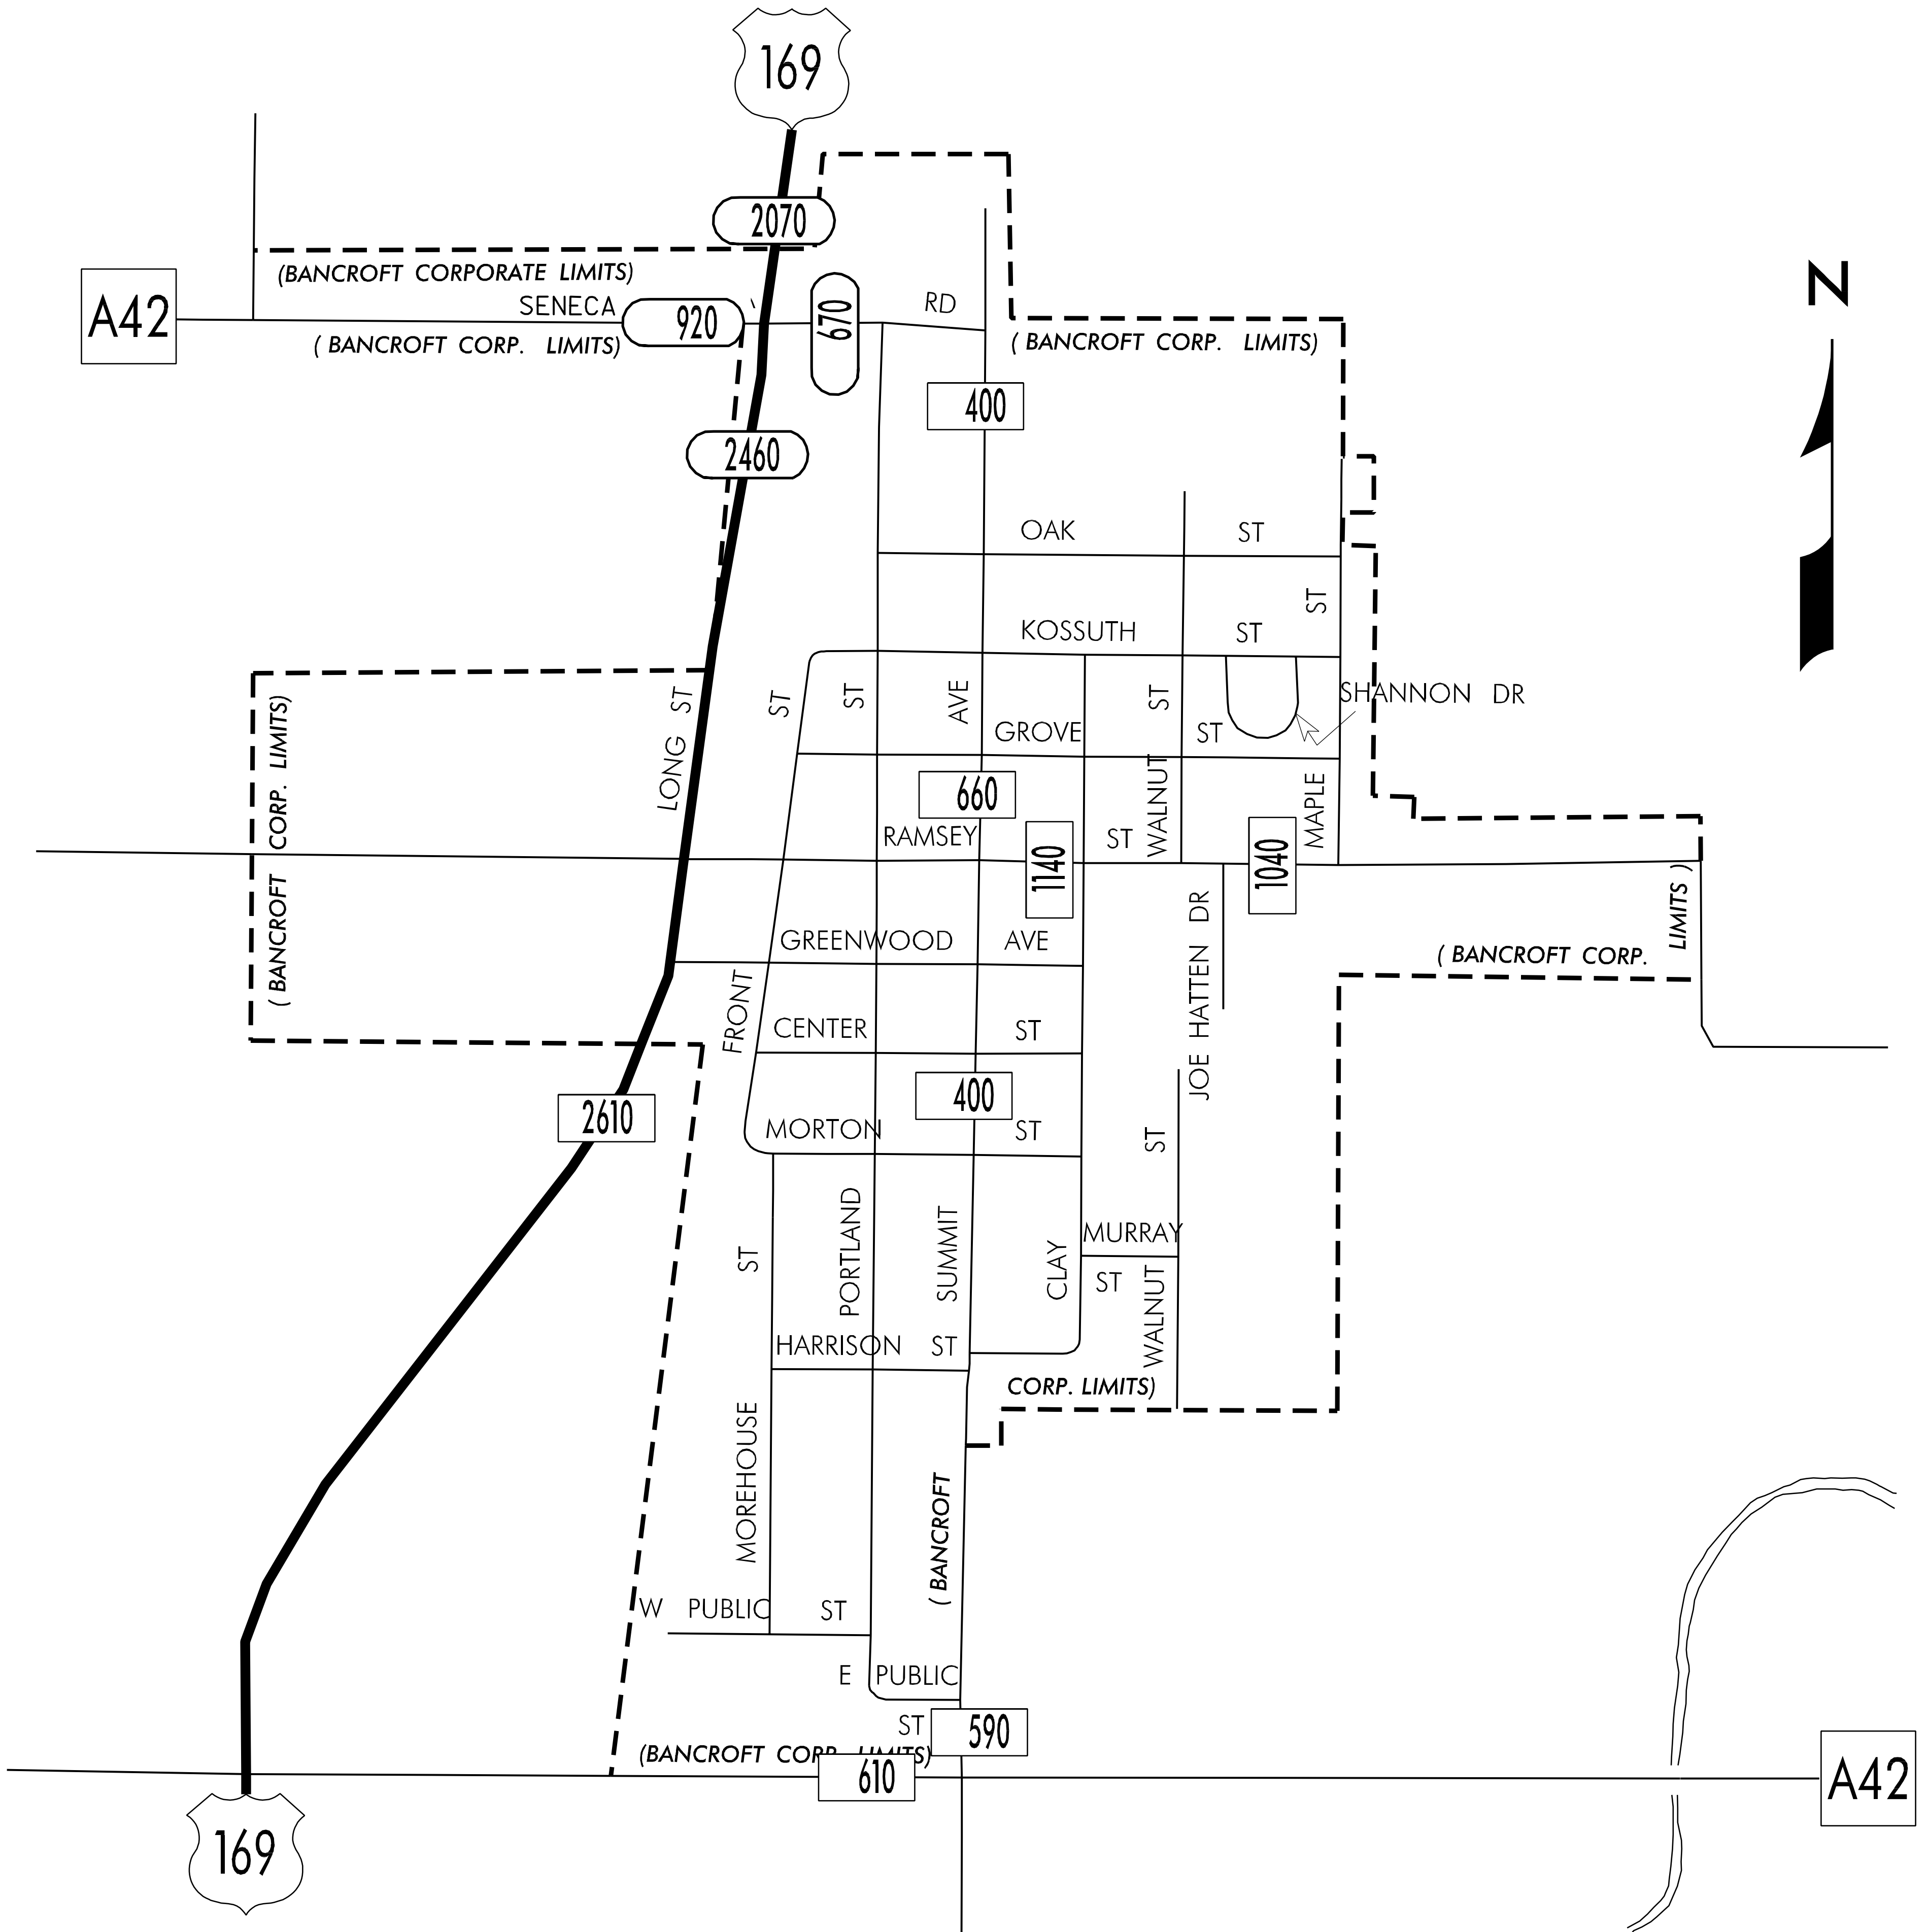 169
2070
(BANCROFT CORPORATE LIMITS)
A42
SENECA
920
670
RD
N
(BANCROFT CORP. LIMITS)
(BANCROFT CORP. LIMITS)
400
2460
OAK ST
ST
KOSSUTH ST
LONG ST
ST
ST
AVE
ST
SHANNON DR
GROVE ST
(BANCROFT CORP. LIMITS)
660
WALNUT
MAPLE
RAMSEY ST
1140
1040
GREENWOOD AVE
JOE HATTEN DR
(BANCROFT CORP. LIMITS)
FRONT
CENTER ST
400
2610
MORTON ST
ST
ST
PORTLAND
SUMMIT
CLAY
MURRAY
ST
WALNUT
HARRISON ST
CORP. LIMITS)
MOREHOUSE
(BANCROFT
W PUBLIC ST
E PUBLIC
ST
590
(BANCROFT CORP. LIMITS)
610
A42
169